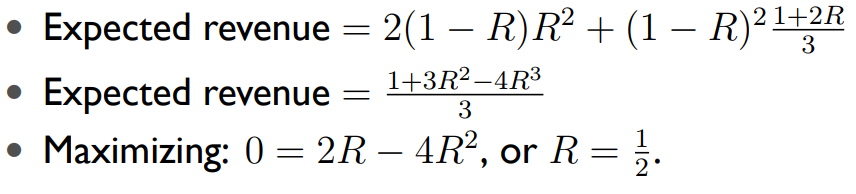 • Expected revenue = 2(1 − R)R² + (1 − R)² (1+2R)/3
• Expected revenue = (1+3R²−4R³)/3
• Maximizing: 0 = 2R − 4R², or R = 1/2.